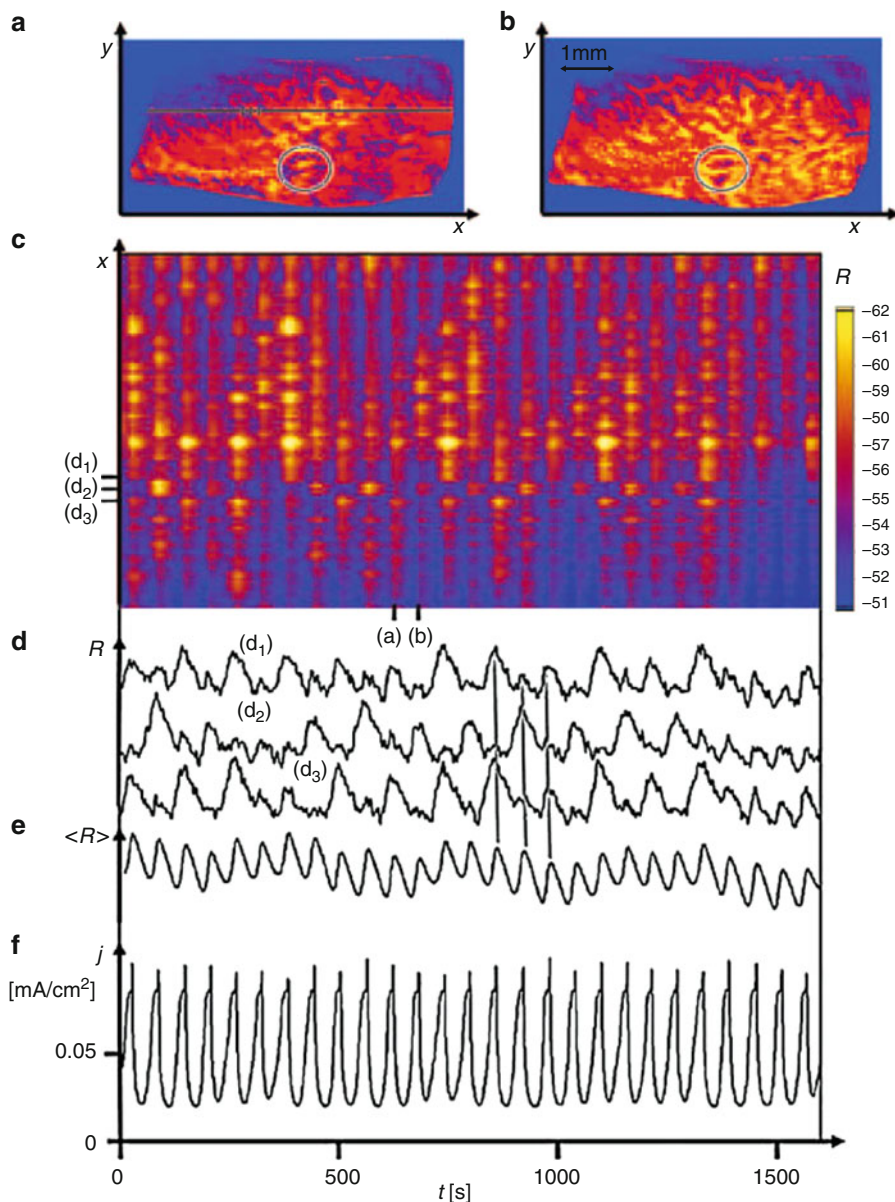 a
b
y
y
1mm
x
x
c
x
R
–62
–61
–60
–59
–50
–57
–56
–55
–54
–53
–52
–51
(d1)
(d2)
(d3)
(a) (b)
d
R
(d1)
(d2)
(d3)
e
<R>
f
j
[mA/cm²]
0.05
0
0
500
1000
1500
t [s]